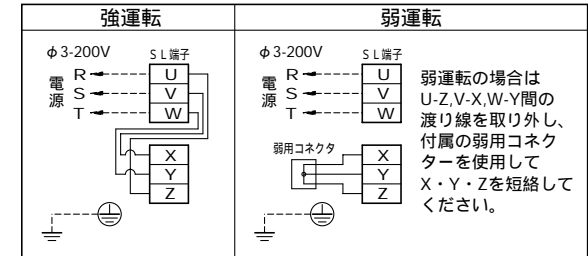 強運転
φ3-200V
SL端子
電源
R
S
T
U
V
W
X
Y
Z
弱運転
φ3-200V
SL端子
電源
R
S
T
U
V
W
弱用コネクタ
X
Y
Z
弱運転の場合は
U-Z,V-X,W-Y間の
渡り線を取り外し、
付属の弱用コネク
ターを使用して
X・Y・Zを短絡して
ください。